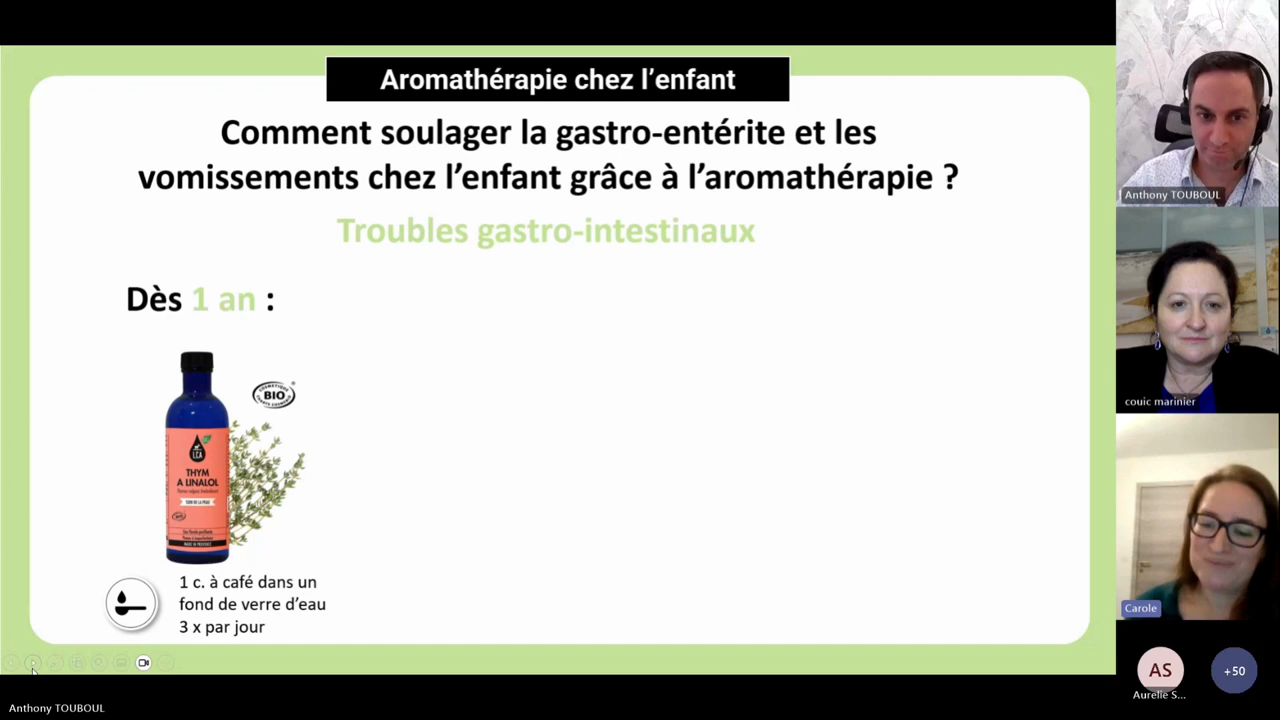 Aromathérapie chez l'enfant
Comment soulager la gastro-entérite et les
vomissements chez l'enfant grâce à l'aromathérapie ?
Troubles gastro-intestinaux
Dès 1 an :
BIO
LCA
THYM
A LINALOL
1 c. à café dans un
fond de verre d'eau
3 x par jour
Anthony TOUBOUL
couic marinier
Carole
AS
+50
Aurelie S...
Anthony TOUBOUL